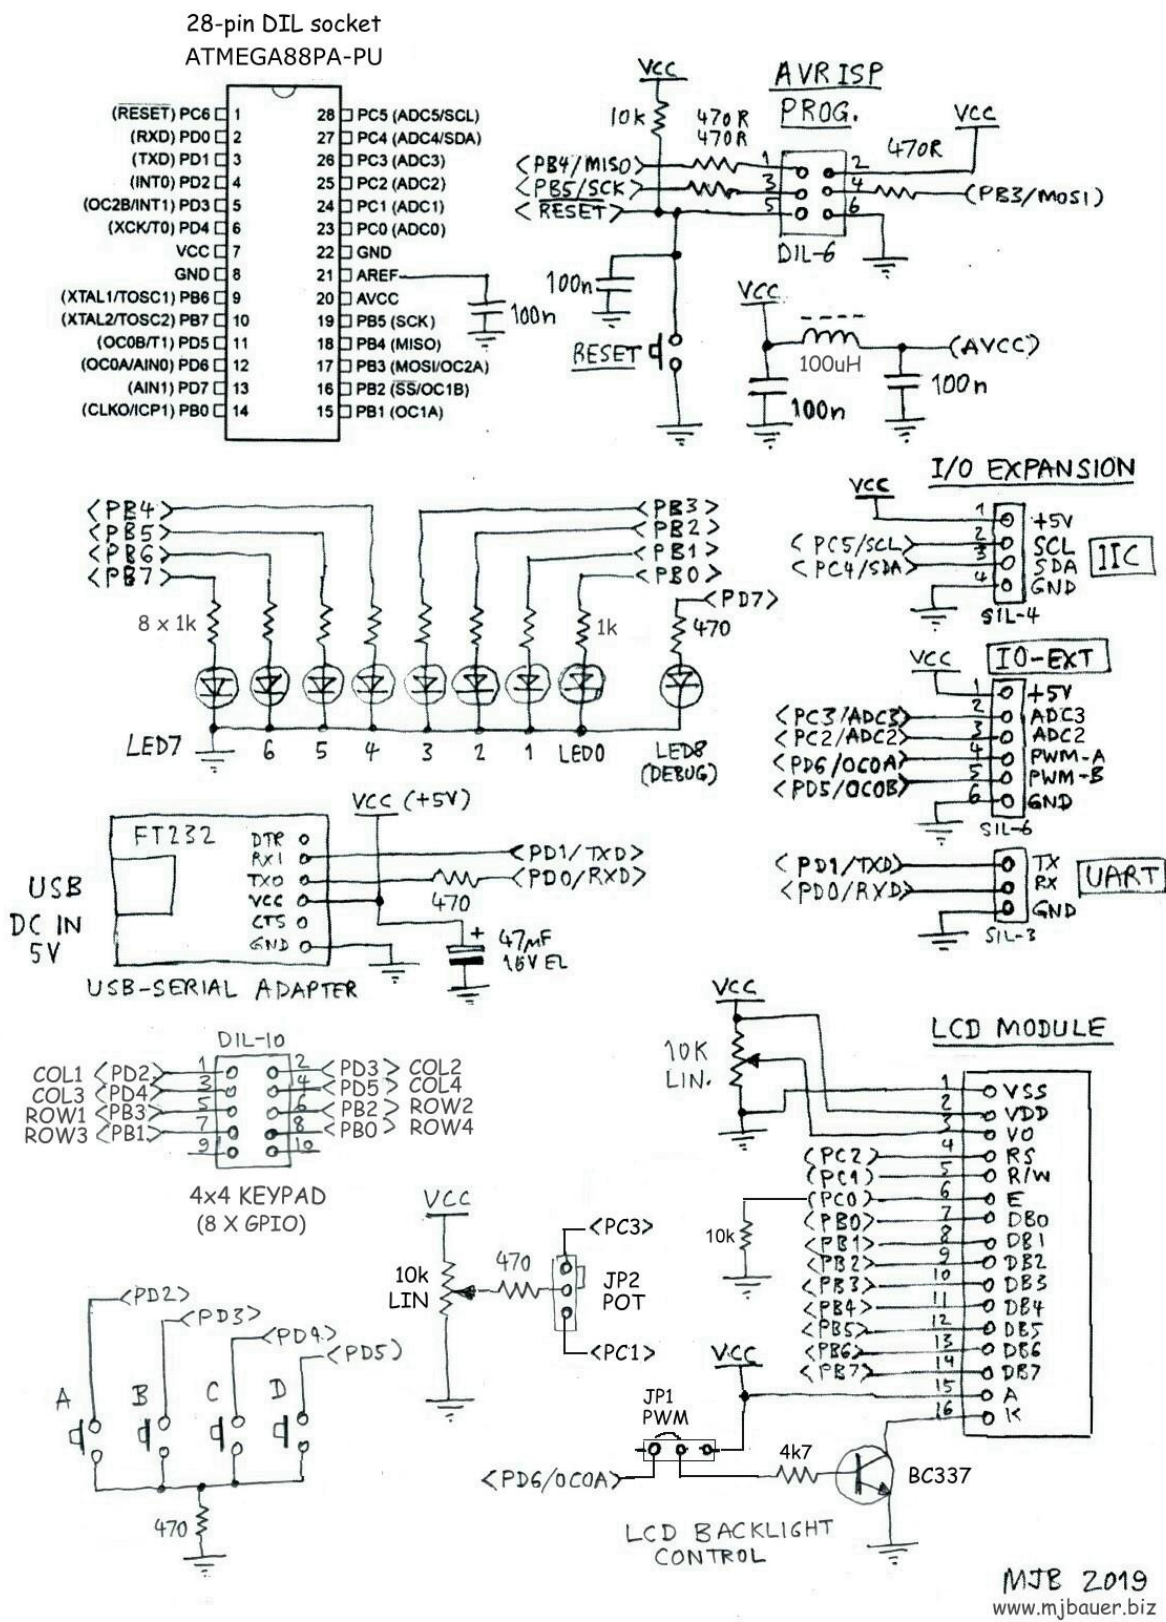 28-pin DIL socket
ATMEGA88PA-PU
(RESET) PC6 1
(RXD) PD0 2
(TXD) PD1 3
(INT0) PD2 4
(OC2B/INT1) PD3 5
(XCK/T0) PD4 6
VCC 7
GND 8
(XTAL1/TOSC1) PB6 9
(XTAL2/TOSC2) PB7 10
(OC0B/T1) PD5 11
(OC0A/AIN0) PD6 12
(AIN1) PD7 13
(CLKO/ICP1) PB0 14
28 PC5 (ADC5/SCL)
27 PC4 (ADC4/SDA)
26 PC3 (ADC3)
25 PC2 (ADC2)
24 PC1 (ADC1)
23 PC0 (ADC0)
22 GND
21 AREF
20 AVCC
19 PB5 (SCK)
18 PB4 (MISO)
17 PB3 (MOSI/OC2A)
16 PB2 (SS/OC1B)
15 PB1 (OC1A)
100n
VCC
10k
AVR ISP
PROG.
470R
470R
VCC
470R
<PB4/MISO> 1
<PB5/SCK> 3
<RESET> 5
2
4 (PB3/MOSI)
6
DIL-6
100n
RESET
VCC
100uH
(AVCC)
100n
100n
<PB4>
<PB5>
<PB6>
<PB7>
<PB3>
<PB2>
<PB1>
<PB0>
<PD7>
8 x 1k
1k
470
LED7 6 5 4 3 2 1 LED0 LED8
(DEBUG)
I/O EXPANSION
VCC
1 +5V
<PC5/SCL> 2 SCL
<PC4/SDA> 3 SDA
4 GND
IIC
SIL-4
VCC
IO-EXT
1 +5V
<PC3/ADC3> 2 ADC3
<PC2/ADC2> 3 ADC2
<PD6/OC0A> 4 PWM-A
<PD5/OC0B> 5 PWM-B
6 GND
SIL-6
<PD1/TXD> TX
<PD0/RXD> RX
GND
UART
SIL-3
VCC (+5V)
FT232
DTR
RXI
TXO
VCC
CTS
GND
<PD1/TXD>
<PD0/RXD>
470
USB
DC IN
5V
+
47µF
16V EL
USB-SERIAL ADAPTER
DIL-10
COL1 <PD2> 1
COL3 <PD4> 3
ROW1 <PB3> 5
ROW3 <PB1> 7
9
2 <PD3> COL2
4 <PD5> COL4
6 <PB2> ROW2
8 <PB0> ROW4
10
4x4 KEYPAD
(8 X GPIO)
VCC
10k
LIN
470
<PC3>
JP2
POT
<PC1>
<PD2>
<PD3>
<PD4>
<PD5>
A B C D
470
VCC
10K
LIN.
LCD MODULE
1 VSS
2 VDD
3 VO
<PC2> 4 RS
<PC1> 5 R/W
<PC0> 6 E
<PB0> 7 DB0
<PB1> 8 DB1
<PB2> 9 DB2
<PB3> 10 DB3
<PB4> 11 DB4
<PB5> 12 DB5
<PB6> 13 DB6
<PB7> 14 DB7
15 A
16 K
10k
VCC
JP1
PWM
<PD6/OC0A>
4k7
BC337
LCD BACKLIGHT
CONTROL
MJB 2019
www.mjbauer.biz